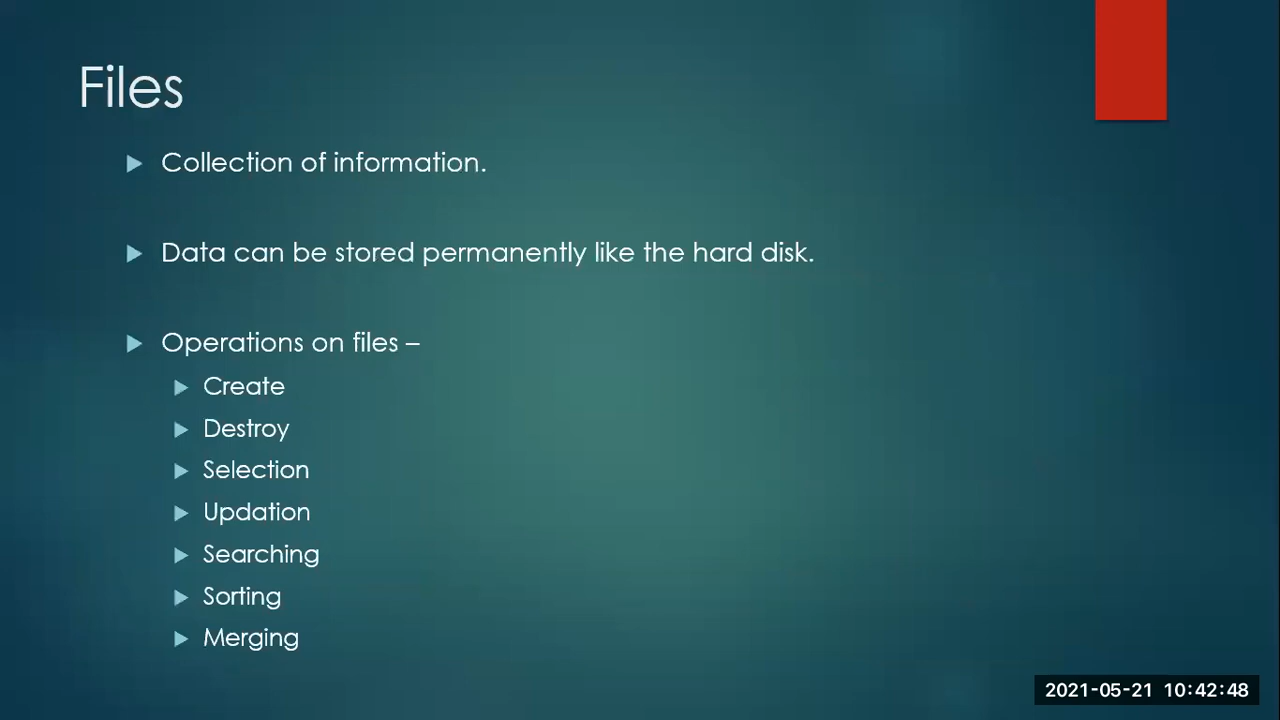 Files
Collection of information.
Data can be stored permanently like the hard disk.
Operations on files –
Create
Destroy
Selection
Updation
Searching
Sorting
Merging
2021-05-21 10:42:48